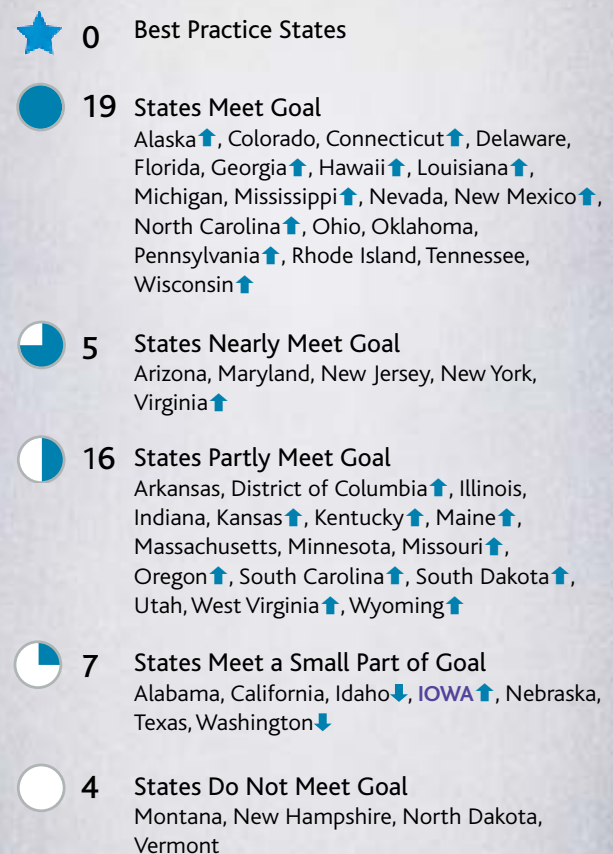 0 Best Practice States
19 States Meet Goal
Alaska⬆, Colorado, Connecticut⬆, Delaware,
Florida, Georgia⬆, Hawaii⬆, Louisiana⬆,
Michigan, Mississippi⬆, Nevada, New Mexico⬆,
North Carolina⬆, Ohio, Oklahoma,
Pennsylvania⬆, Rhode Island, Tennessee,
Wisconsin⬆
5 States Nearly Meet Goal
Arizona, Maryland, New Jersey, New York,
Virginia⬆
16 States Partly Meet Goal
Arkansas, District of Columbia⬆, Illinois,
Indiana, Kansas⬆, Kentucky⬆, Maine⬆,
Massachusetts, Minnesota, Missouri⬆,
Oregon⬆, South Carolina⬆, South Dakota⬆,
Utah, West Virginia⬆, Wyoming⬆
7 States Meet a Small Part of Goal
Alabama, California, Idaho⬇, IOWA⬆, Nebraska,
Texas, Washington⬇
4 States Do Not Meet Goal
Montana, New Hampshire, North Dakota,
Vermont